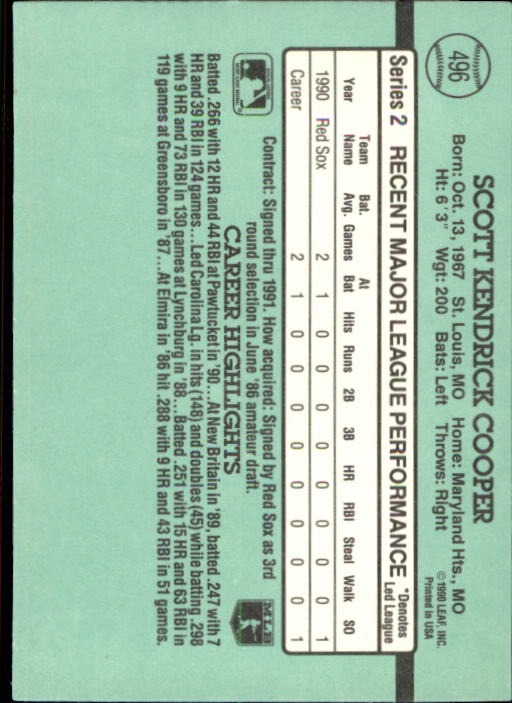 496
SCOTT KENDRICK COOPER
Born: Oct. 13, 1967 St. Louis, MO Home: Maryland Hts., MO
Ht: 6' 3" Wgt: 200 Bats: Left Throws: Right
©1990 LEAF, INC.
Printed in USA
Series 2 RECENT MAJOR LEAGUE PERFORMANCE *Denotes Led League
Year Team Name Bat. Avg. Games At Bat Hits Runs 2B 3B HR RBI Steal Walk SO
1990 Red Sox 2 1 0 0 0 0 0 0 0 0 1
Career 2 1 0 0 0 0 0 0 0 0 1
Contract: Signed thru 1991. How acquired: Signed by Red Sox as 3rd
round selection in June '86 amateur draft.
CAREER HIGHLIGHTS
MLB
Batted .266 with 12 HR and 44 RBI at Pawtucket in '90...At New Britain in '89, batted .247 with 7
HR and 39 RBI in 124 games...Led Carolina Lg. in hits (148) and doubles (45) while batting .298
with 9 HR and 73 RBI in 130 games at Lynchburg in '88...Batted .251 with 15 HR and 63 RBI in
119 games at Greensboro in '87...At Elmira in '86 hit .288 with 9 HR and 43 RBI in 51 games.